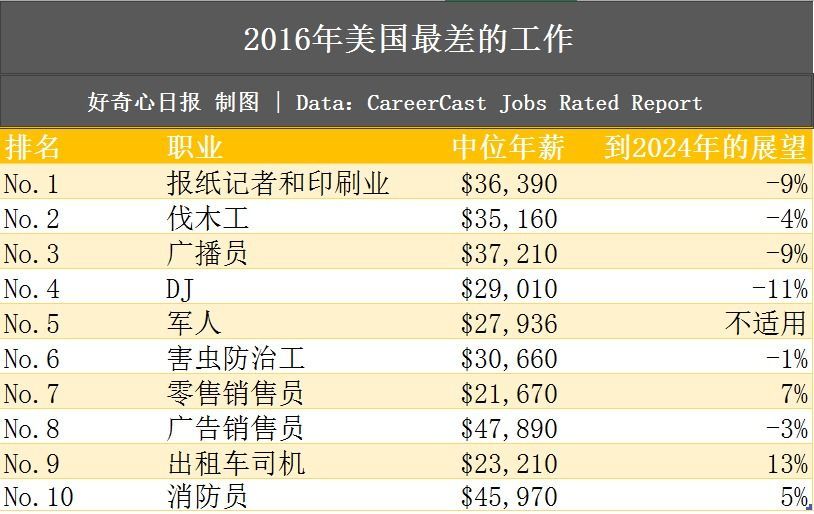 2016年美国最差的工作
好奇心日报 制图 | Data: CareerCast Jobs Rated Report
排名 职业 中位年薪 到2024年的展望
No.1 报纸记者和印刷业 $36,390 -9%
No.2 伐木工 $35,160 -4%
No.3 广播员 $37,210 -9%
No.4 DJ $29,010 -11%
No.5 军人 $27,936 不适用
No.6 害虫防治工 $30,660 -1%
No.7 零售销售员 $21,670 7%
No.8 广告销售员 $47,890 -3%
No.9 出租车司机 $23,210 13%
No.10 消防员 $45,970 5%